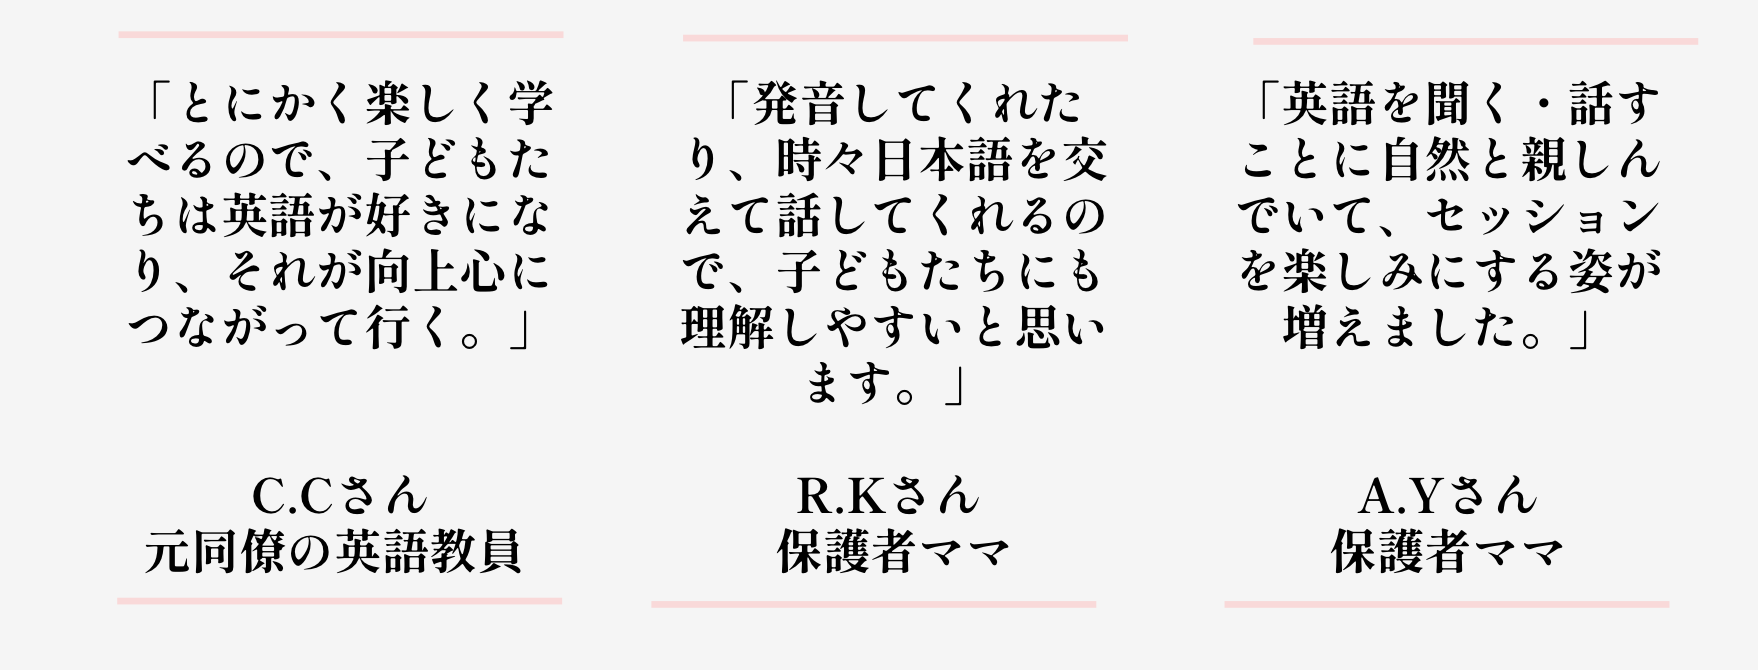 「とにかく楽しく学
べるので、子どもた
ちは英語が好きにな
り、それが向上心に
つながって行く。」
C.Cさん
元同僚の英語教員
「発音してくれた
り、時々日本語を交
えて話してくれるの
で、子どもたちにも
理解しやすいと思い
ます。」
R.Kさん
保護者ママ
「英語を聞く・話す
ことに自然と親しん
でいて、セッション
を楽しみにする姿が
増えました。」
A.Yさん
保護者ママ